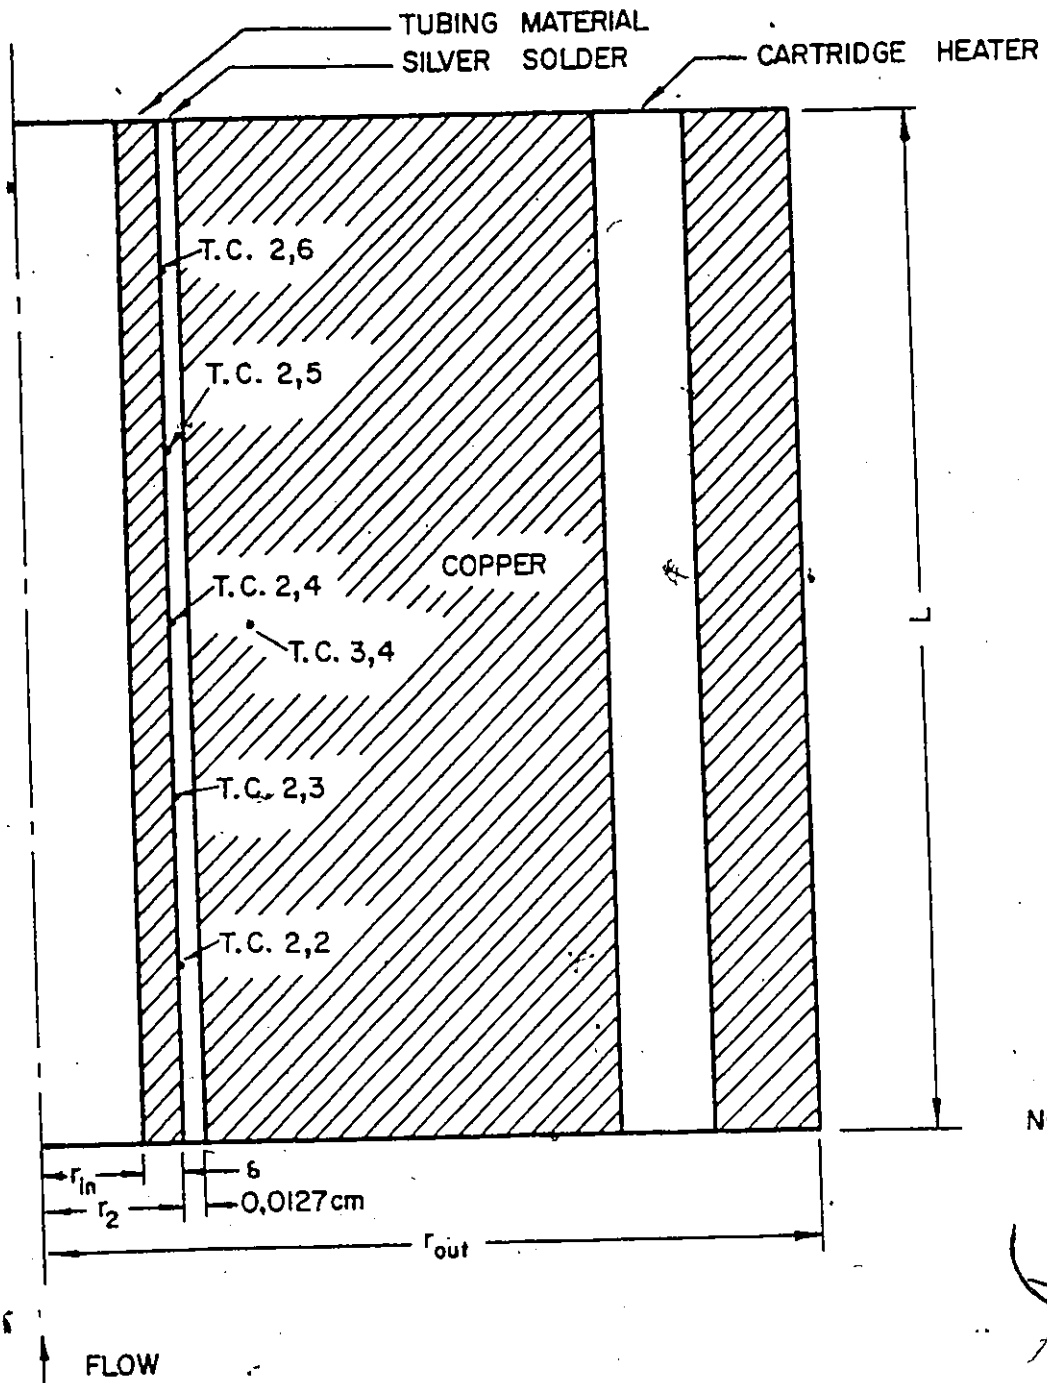 TUBING MATERIAL
SILVER SOLDER
CARTRIDGE HEATER
T.C. 2,6
T.C. 2,5
COPPER
T.C. 2,4
T.C. 3,4
L
T.C. 2,3
T.C. 2,2
N
r_in
δ
r_2
0,0127cm
r_out
FLOW